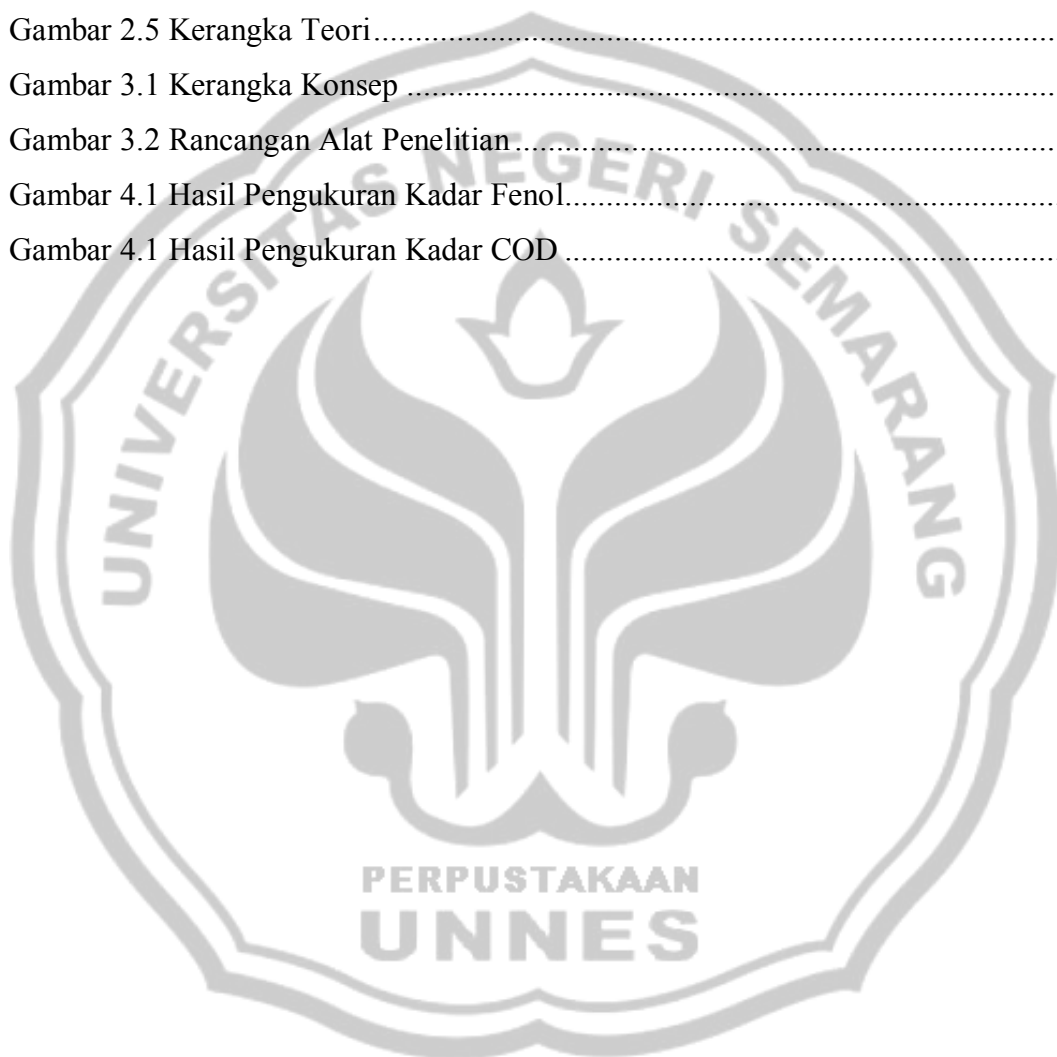 Gambar 2.5 Kerangka Teori................................................................................
Gambar 3.1 Kerangka Konsep ............................................................................
Gambar 3.2 Rancangan Alat Penelitian ...............................................................
Gambar 4.1 Hasil Pengukuran Kadar Fenol.........................................................
Gambar 4.1 Hasil Pengukuran Kadar COD .........................................................
UNIVERSITAS NEGERI SEMARANG
PERPUSTAKAAN
UNNES